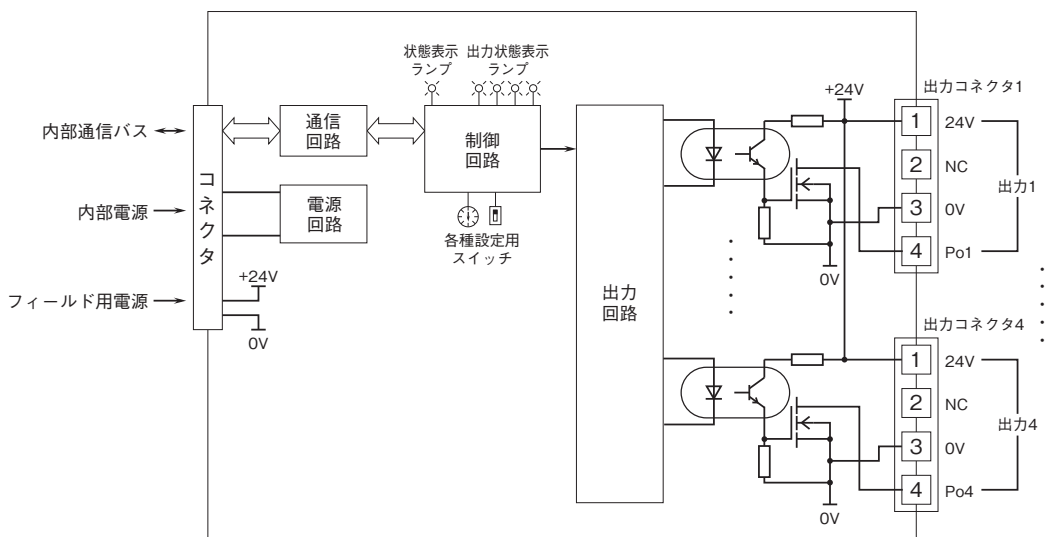 状態表示
ランプ
出力状態表示
ランプ
内部通信バス
通信
回路
制御
回路
コネクタ
内部電源
電源
回路
各種設定用
スイッチ
フィールド用電源
+24V
0V
出力
回路
+24V
0V
出力コネクタ1
1
24V
2
NC
3
0V
4
Po1
出力1
0V
出力コネクタ4
1
24V
2
NC
3
0V
4
Po4
出力4